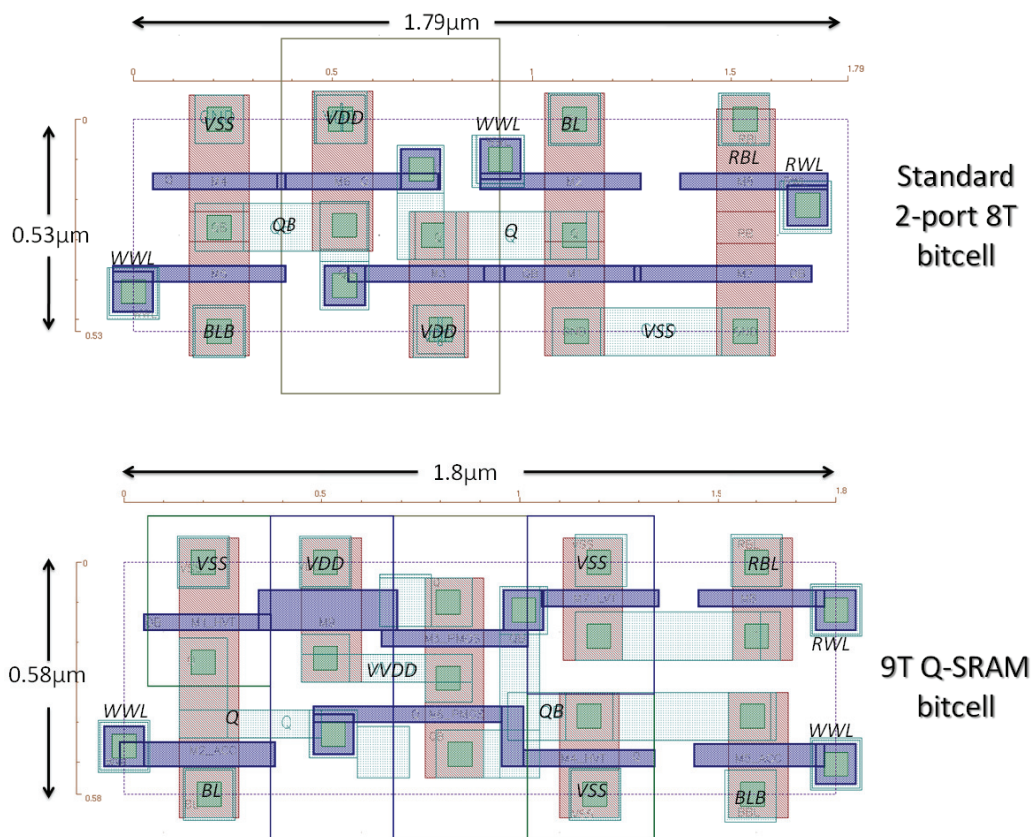 1.79µm
0 0.5 1 1.5 1.79
0
VSS VDD WWL BL
RBL RWL
Standard
2-port 8T
bitcell
0.53µm
QB Q
WWL
BLB VDD VSS
0.53
1.8µm
0 0.5 1 1.5 1.8
0
VSS VDD VSS RBL
RWL
0.58µm
VVDD
9T Q-SRAM
bitcell
WWL Q Q QB WWL
BL VSS BLB
0.58